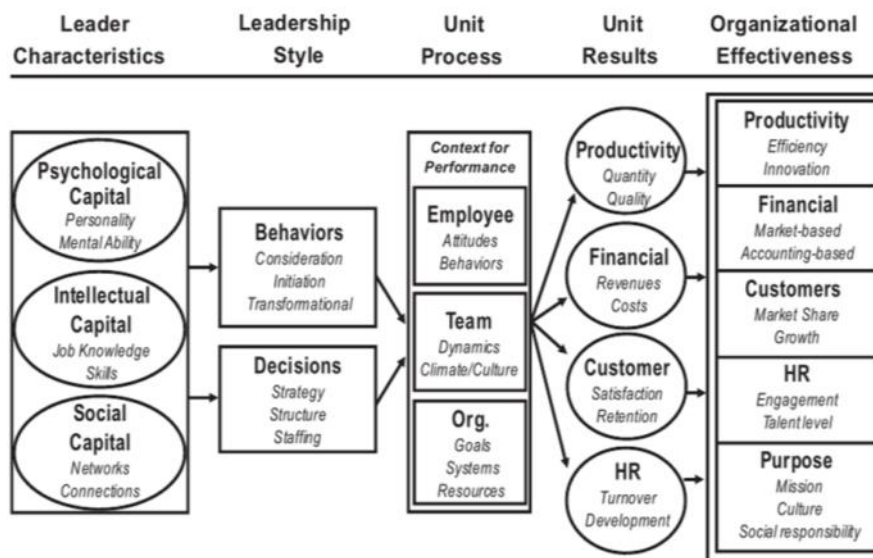 Leader
Characteristics
Leadership
Style
Unit
Process
Unit
Results
Organizational
Effectiveness
Psychological
Capital
Personality
Mental Ability
Intellectual
Capital
Job Knowledge
Skills
Social
Capital
Networks
Connections
Behaviors
Consideration
Initiation
Transformational
Decisions
Strategy
Structure
Staffing
Context for
Performance
Employee
Attitudes
Behaviors
Team
Dynamics
Climate/Culture
Org.
Goals
Systems
Resources
Productivity
Quantity
Quality
Financial
Revenues
Costs
Customer
Satisfaction
Retention
HR
Turnover
Development
Productivity
Efficiency
Innovation
Financial
Market-based
Accounting-based
Customers
Market Share
Growth
HR
Engagement
Talent level
Purpose
Mission
Culture
Social responsibility